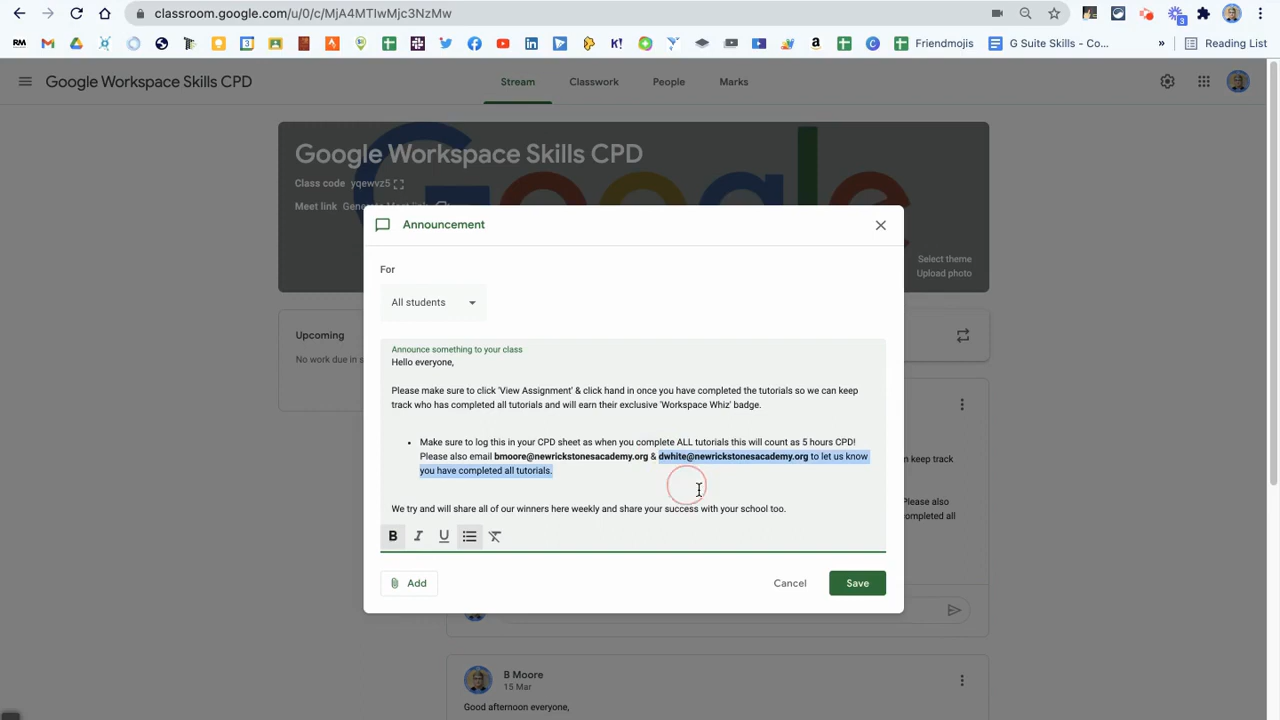 classroom.google.com/u/0/c/MjA4MTIwMjc3NzMw
3
RM
K!
Friendmojis
G Suite Skills - Co...
»
Reading List
Google Workspace Skills CPD
Stream
Classwork
People
Marks
Google Workspace Skills CPD
Class code yqewvz5
Meet link Generate Meet link
Select theme
Upload photo
Upcoming
No work due in s
Announcement
For
All students
Announce something to your class
Hello everyone,
Please make sure to click 'View Assignment' & click hand in once you have completed the tutorials so we can keep
track who has completed all tutorials and will earn their exclusive 'Workspace Whiz' badge.
• Make sure to log this in your CPD sheet as when you complete ALL tutorials this will count as 5 hours CPD!
Please also email bmoore@newrickstonesacademy.org & dwhite@newrickstonesacademy.org to let us know
you have completed all tutorials.
We try and will share all of our winners here weekly and share your success with your school too.
B I U
Add
Cancel
Save
can keep
Please also
completed all
B Moore
15 Mar
Good afternoon everyone,